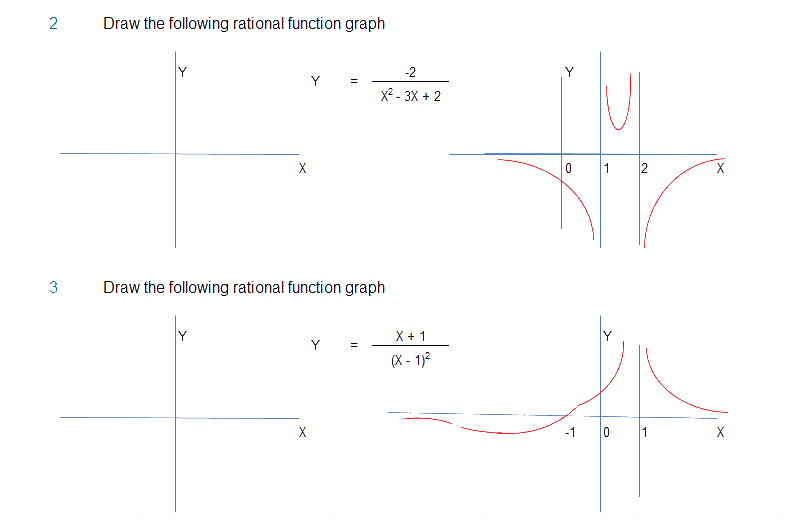 2 Draw the following rational function graph
Y
Y = -2
X² - 3X + 2
Y
X
0 1 2 X
3 Draw the following rational function graph
Y
Y = X + 1
(X - 1)²
Y
X
-1 0 1 X